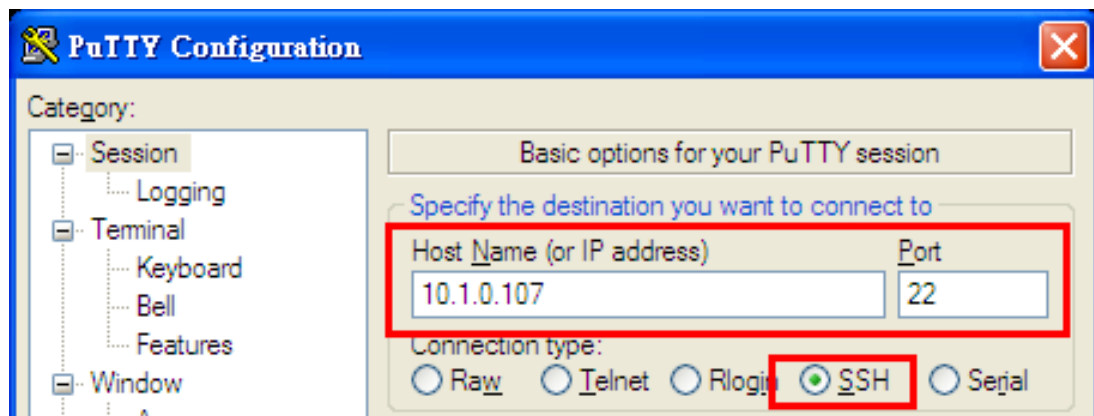 PuTTY Configuration
Category:
Session
Logging
Terminal
Keyboard
Bell
Features
Window
Basic options for your PuTTY session
Specify the destination you want to connect to
Host Name (or IP address) Port
10.1.0.107 22
Connection type:
Raw Telnet Rlogin SSH Serial